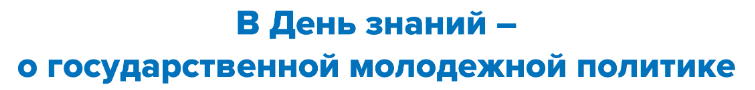 В День знаний –
о государственной молодежной политике